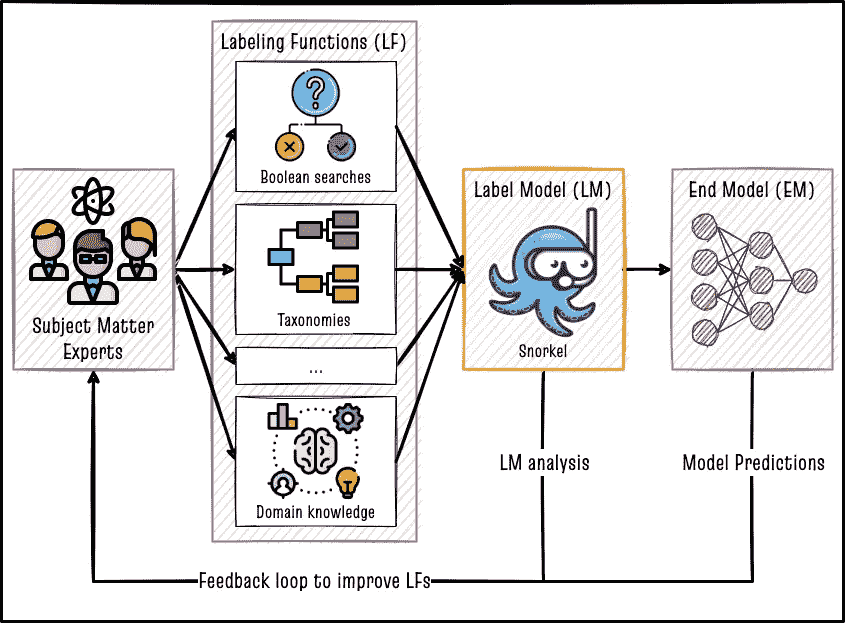 Labeling Functions (LF)
Boolean searches
Taxonomies
...
Domain knowledge
Subject Matter
Experts
Label Model (LM)
Snorkel
End Model (EM)
LM analysis
Model Predictions
Feedback loop to improve LFs